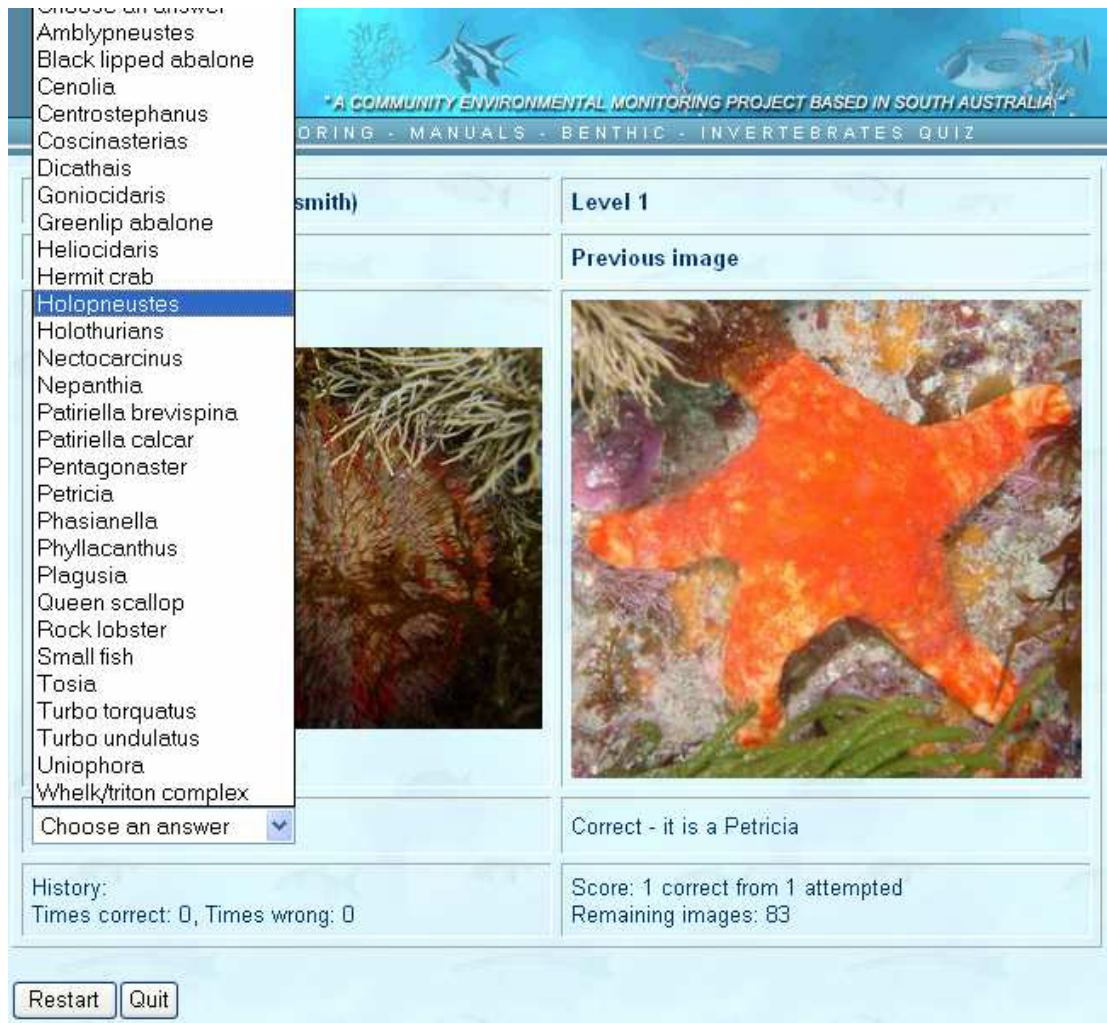 Choose an answer
Amblypneustes
Black lipped abalone
Cenolia
Centrostephanus
Coscinasterias
Dicathais
Goniocidaris
Greenlip abalone
Heliocidaris
Hermit crab
Holopneustes
Holothurians
Nectocarcinus
Nepanthia
Patiriella brevispina
Patiriella calcar
Pentagonaster
Petricia
Phasianella
Phyllacanthus
Plagusia
Queen scallop
Rock lobster
Small fish
Tosia
Turbo torquatus
Turbo undulatus
Uniophora
Whelk/triton complex
Choose an answer
"A COMMUNITY ENVIRONMENTAL MONITORING PROJECT BASED IN SOUTH AUSTRALIA"
ORING - MANUALS - BENTHIC - INVERTEBRATES QUIZ
smith)
Level 1
Previous image
Correct - it is a Petricia
History:
Times correct: 0, Times wrong: 0
Score: 1 correct from 1 attempted
Remaining images: 83
Restart
Quit